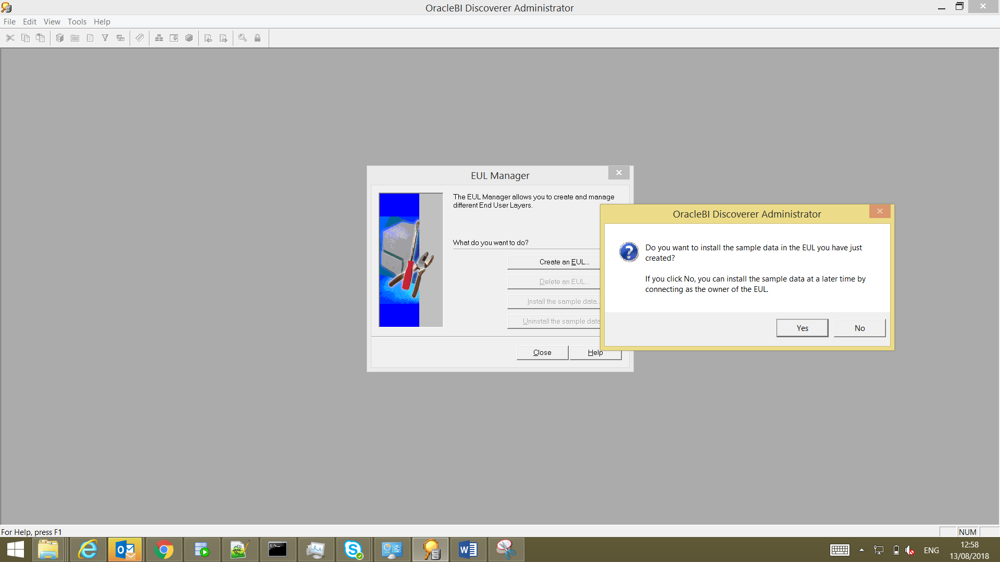 OracleBI Discoverer Administrator
File Edit View Tools Help
EUL Manager
The EUL Manager allows you to create and manage
different End User Layers.
What do you want to do?
Create an EUL...
Delete an EUL...
Install the sample data..
Uninstall the sample data
Close Help
OracleBI Discoverer Administrator
Do you want to install the sample data in the EUL you have just
created?
If you click No, you can install the sample data at a later time by
connecting as the owner of the EUL.
Yes No
For Help, press F1
NUM
ENG
12:58
13/08/2018